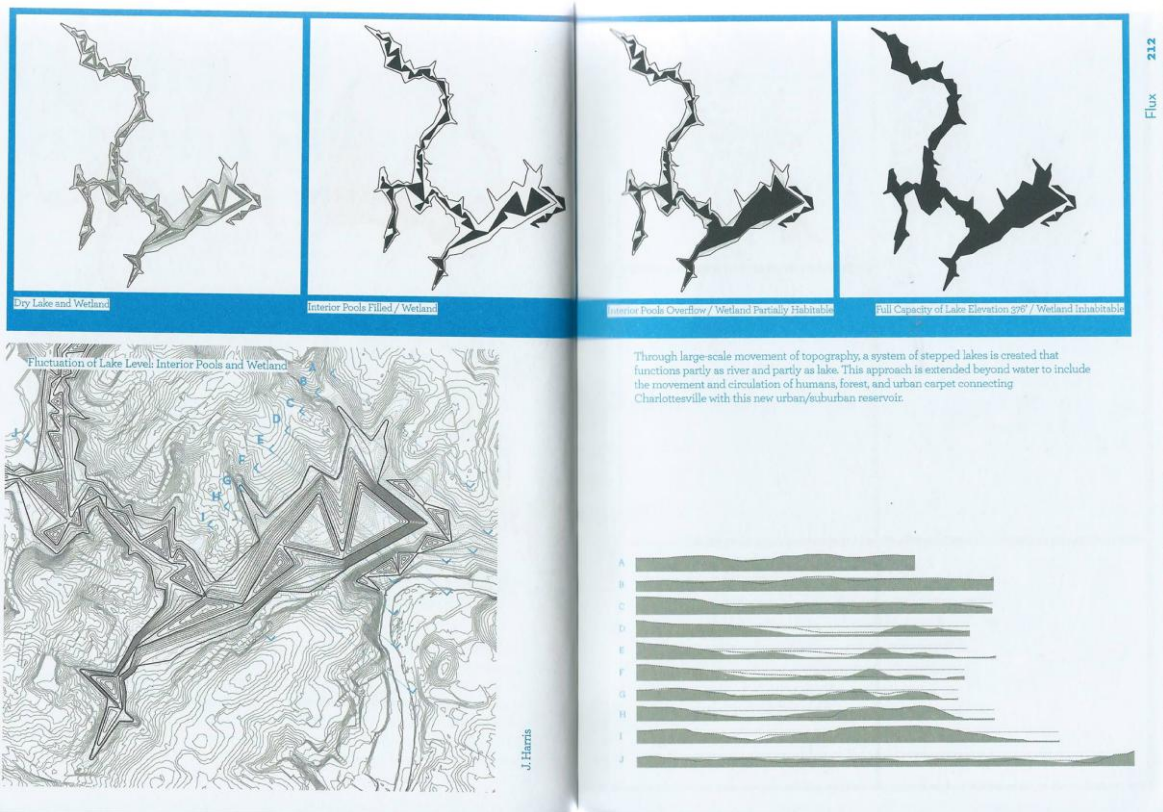 Dry Lake and Wetland
Interior Pools Filled / Wetland
Interior Pools Overflow / Wetland Partially Habitable
Full Capacity of Lake Elevation 376' / Wetland Inhabitable
Flux 212
Fluctuation of Lake Level: Interior Pools and Wetland
A
B
C
D
E
F
G
H
I
J
J. Harris
Through large-scale movement of topography, a system of stepped lakes is created that
functions partly as river and partly as lake. This approach is extended beyond water to include
the movement and circulation of humans, forest, and urban carpet connecting
Charlottesville with this new urban/suburban reservoir.
A
B
C
D
E
F
G
H
I
J